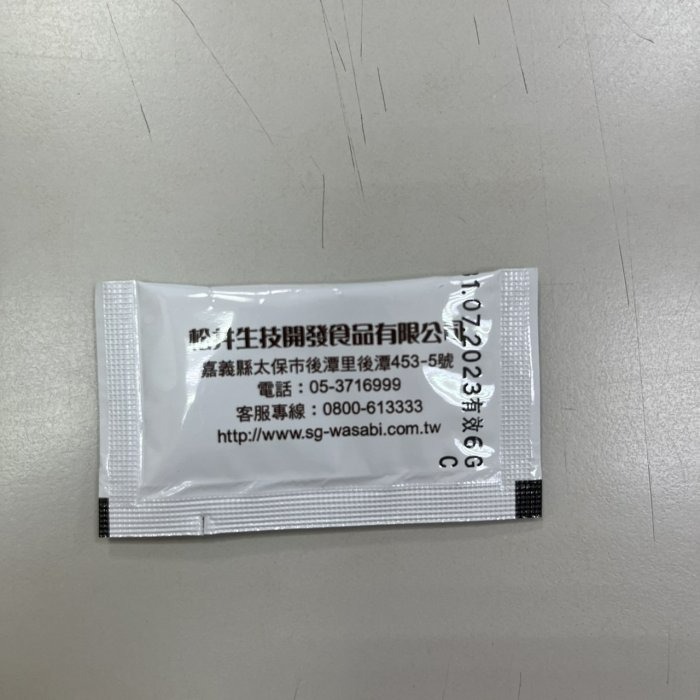 松井生技開發食品有限公司
嘉義縣太保市後潭里後潭453-5號
電話：05-3716999
客服專線：0800-613333
http://www.sg-wasabi.com.tw
1.07.2023有效6G
C